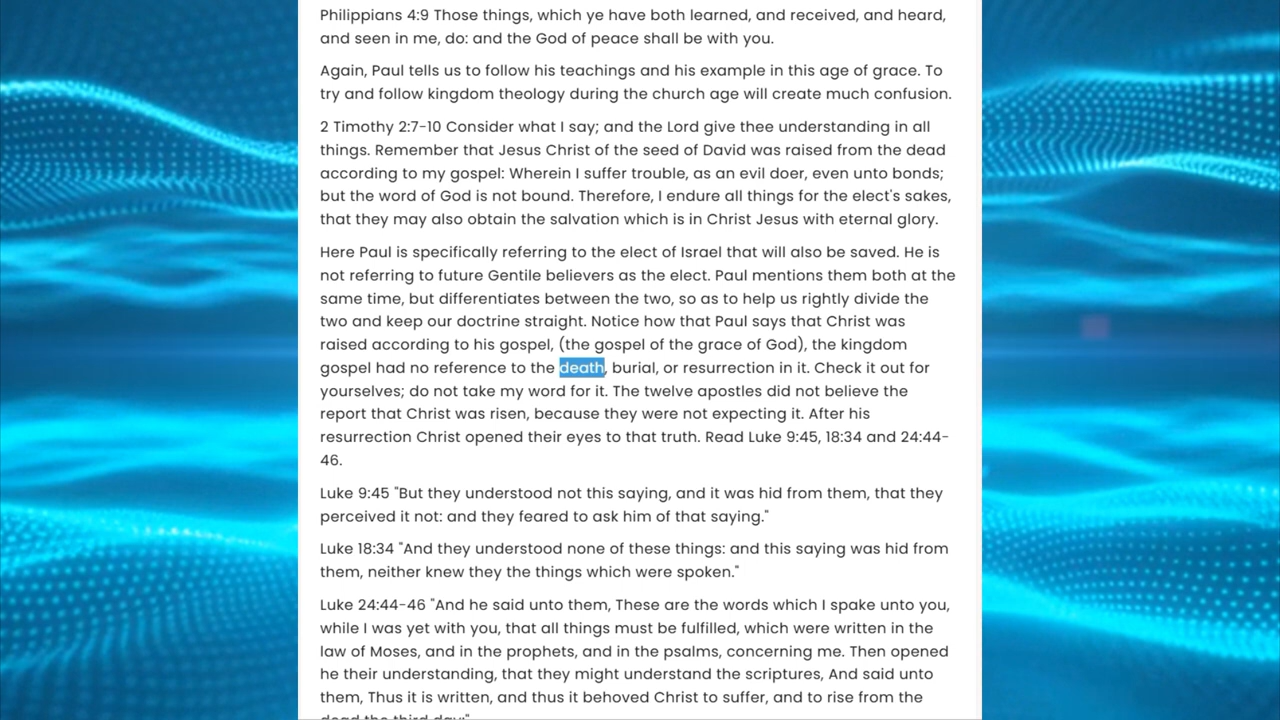 Philippians 4:9 Those things, which ye have both learned, and received, and heard,
and seen in me, do: and the God of peace shall be with you.
Again, Paul tells us to follow his teachings and his example in this age of grace. To
try and follow kingdom theology during the church age will create much confusion.
2 Timothy 2:7-10 Consider what I say; and the Lord give thee understanding in all
things. Remember that Jesus Christ of the seed of David was raised from the dead
according to my gospel: Wherein I suffer trouble, as an evil doer, even unto bonds;
but the word of God is not bound. Therefore, I endure all things for the elect's sakes,
that they may also obtain the salvation which is in Christ Jesus with eternal glory.
Here Paul is specifically referring to the elect of Israel that will also be saved. He is
not referring to future Gentile believers as the elect. Paul mentions them both at the
same time, but differentiates between the two, so as to help us rightly divide the
two and keep our doctrine straight. Notice how that Paul says that Christ was
raised according to his gospel, (the gospel of the grace of God), the kingdom
gospel had no reference to the death, burial, or resurrection in it. Check it out for
yourselves; do not take my word for it. The twelve apostles did not believe the
report that Christ was risen, because they were not expecting it. After his
resurrection Christ opened their eyes to that truth. Read Luke 9:45, 18:34 and 24:44-
46.
Luke 9:45 "But they understood not this saying, and it was hid from them, that they
perceived it not: and they feared to ask him of that saying."
Luke 18:34 "And they understood none of these things: and this saying was hid from
them, neither knew they the things which were spoken."
Luke 24:44-46 "And he said unto them, These are the words which I spake unto you,
while I was yet with you, that all things must be fulfilled, which were written in the
law of Moses, and in the prophets, and in the psalms, concerning me. Then opened
he their understanding, that they might understand the scriptures, And said unto
them, Thus it is written, and thus it behoved Christ to suffer, and to rise from the
dead the third day:"